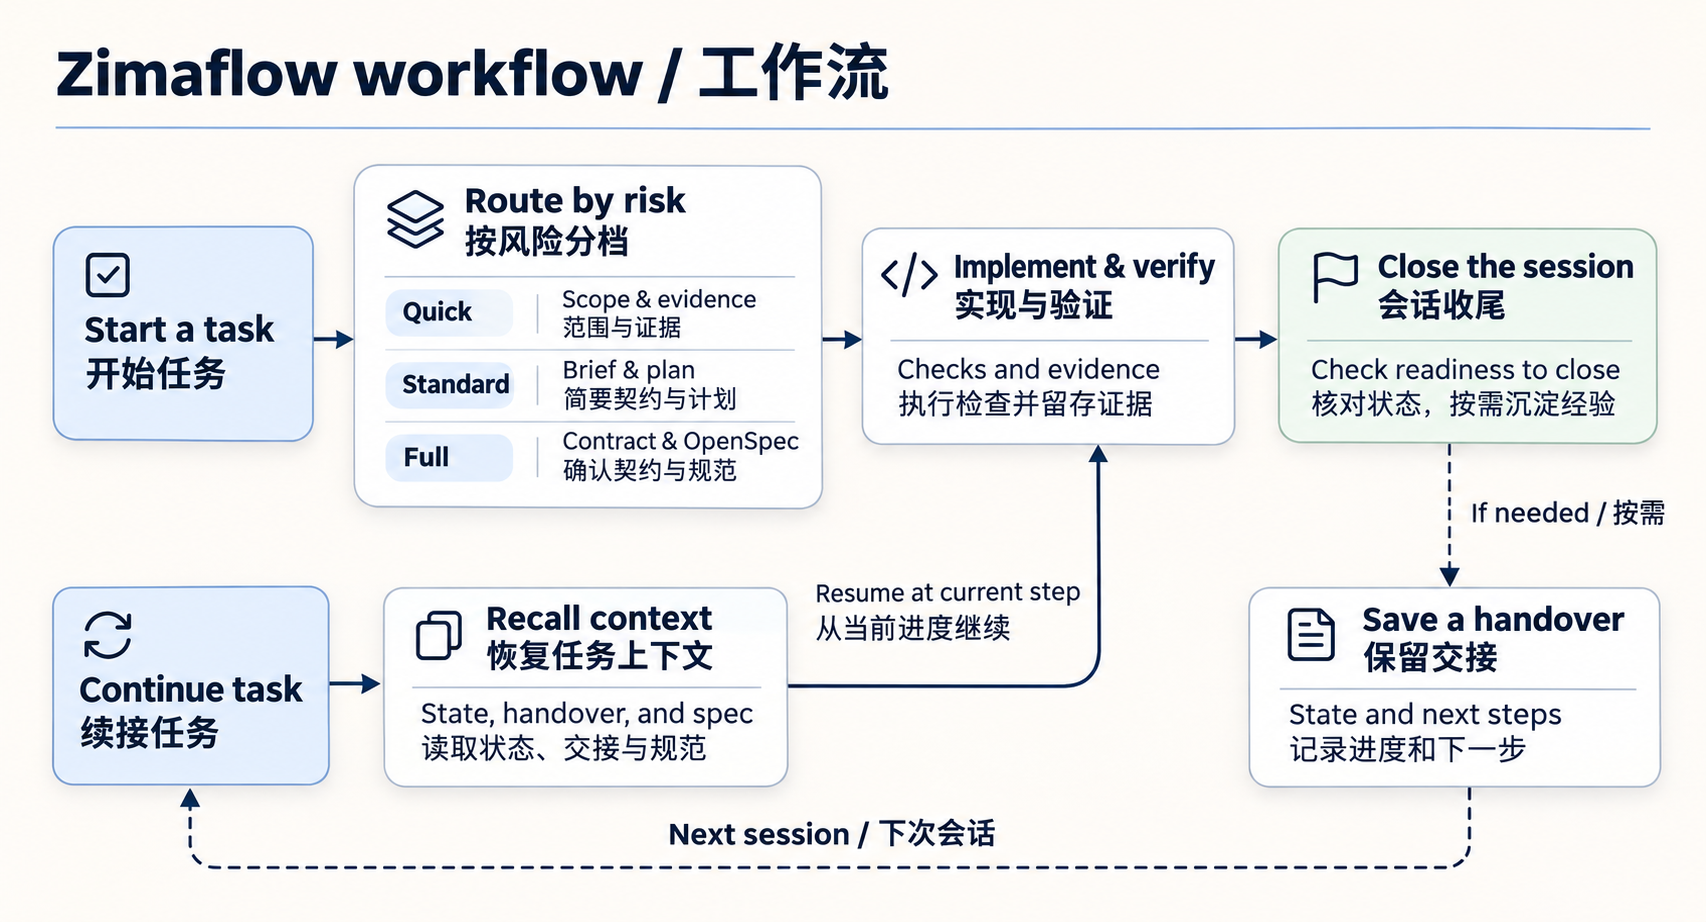 Zimaflow workflow / 工作流
Start a task
开始任务
Route by risk
按风险分档
Quick
Scope & evidence
范围与证据
Standard
Brief & plan
简要契约与计划
Full
Contract & OpenSpec
确认契约与规范
Implement & verify
实现与验证
Checks and evidence
执行检查并留存证据
Close the session
会话收尾
Check readiness to close
核对状态，按需沉淀经验
If needed / 按需
Continue task
续接任务
Recall context
恢复任务上下文
State, handover, and spec
读取状态、交接与规范
Resume at current step
从当前进度继续
Save a handover
保留交接
State and next steps
记录进度和下一步
Next session / 下次会话